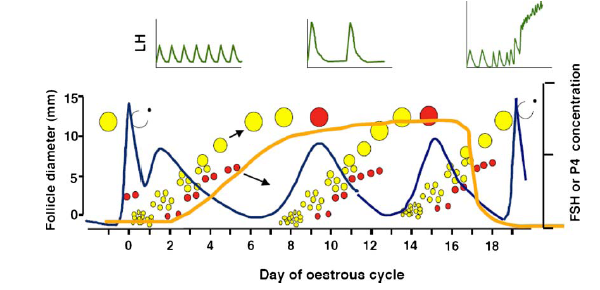 LH
Follicle diameter (mm)
15
10
5
0
0 2 4 6 8 10 12 14 16 18
Day of oestrous cycle
FSH or P4 concentration